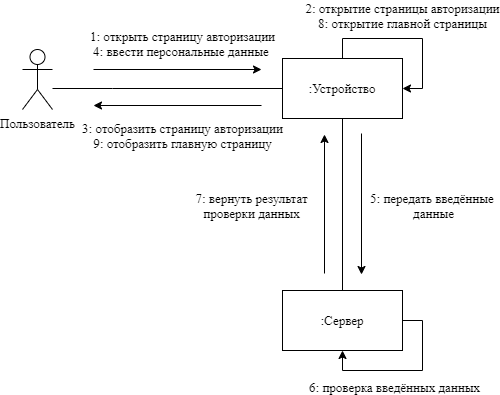 2: открытие страницы авторизации
8: открытие главной страницы
1: открыть страницу авторизации
4: ввести персональные данные
:Устройство
Пользователь
3: отобразить страницу авторизации
9: отобразить главную страницу
7: вернуть результат
проверки данных
5: передать введённые
данные
:Сервер
6: проверка введённых данных